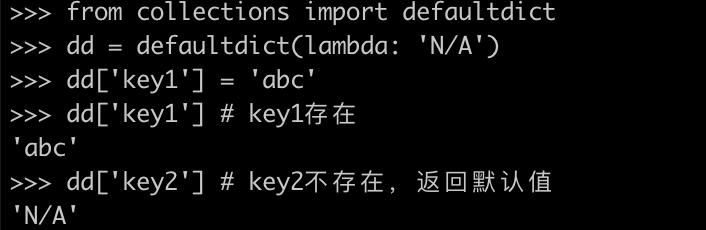 >>> from collections import defaultdict
>>> dd = defaultdict(lambda: 'N/A')
>>> dd['key1'] = 'abc'
>>> dd['key1'] # key1存在
'abc'
>>> dd['key2'] # key2不存在，返回默认值
'N/A'